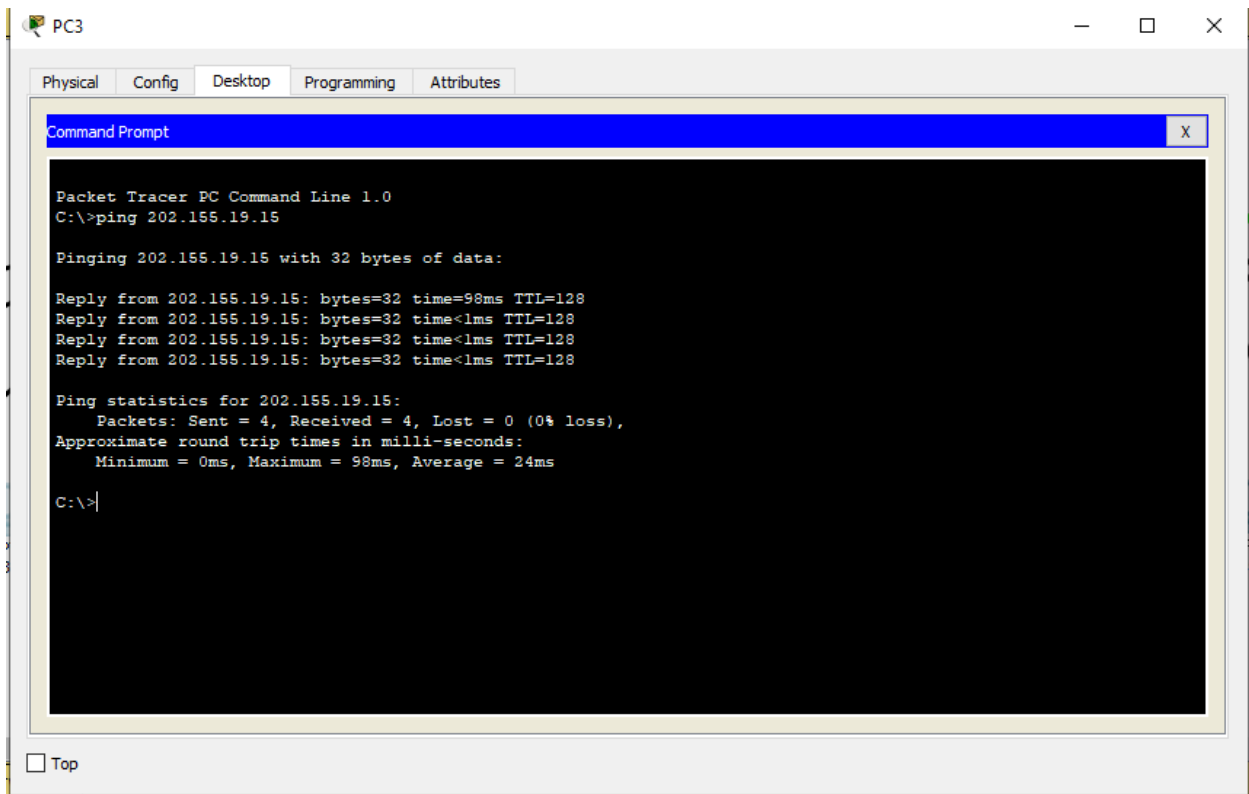 PC3
Physical Config Desktop Programming Attributes
Command Prompt X
Packet Tracer PC Command Line 1.0
C:\>ping 202.155.19.15
Pinging 202.155.19.15 with 32 bytes of data:
Reply from 202.155.19.15: bytes=32 time=98ms TTL=128
Reply from 202.155.19.15: bytes=32 time<1ms TTL=128
Reply from 202.155.19.15: bytes=32 time<1ms TTL=128
Reply from 202.155.19.15: bytes=32 time<1ms TTL=128
Ping statistics for 202.155.19.15:
Packets: Sent = 4, Received = 4, Lost = 0 (0% loss),
Approximate round trip times in milli-seconds:
Minimum = 0ms, Maximum = 98ms, Average = 24ms
C:\>
Top